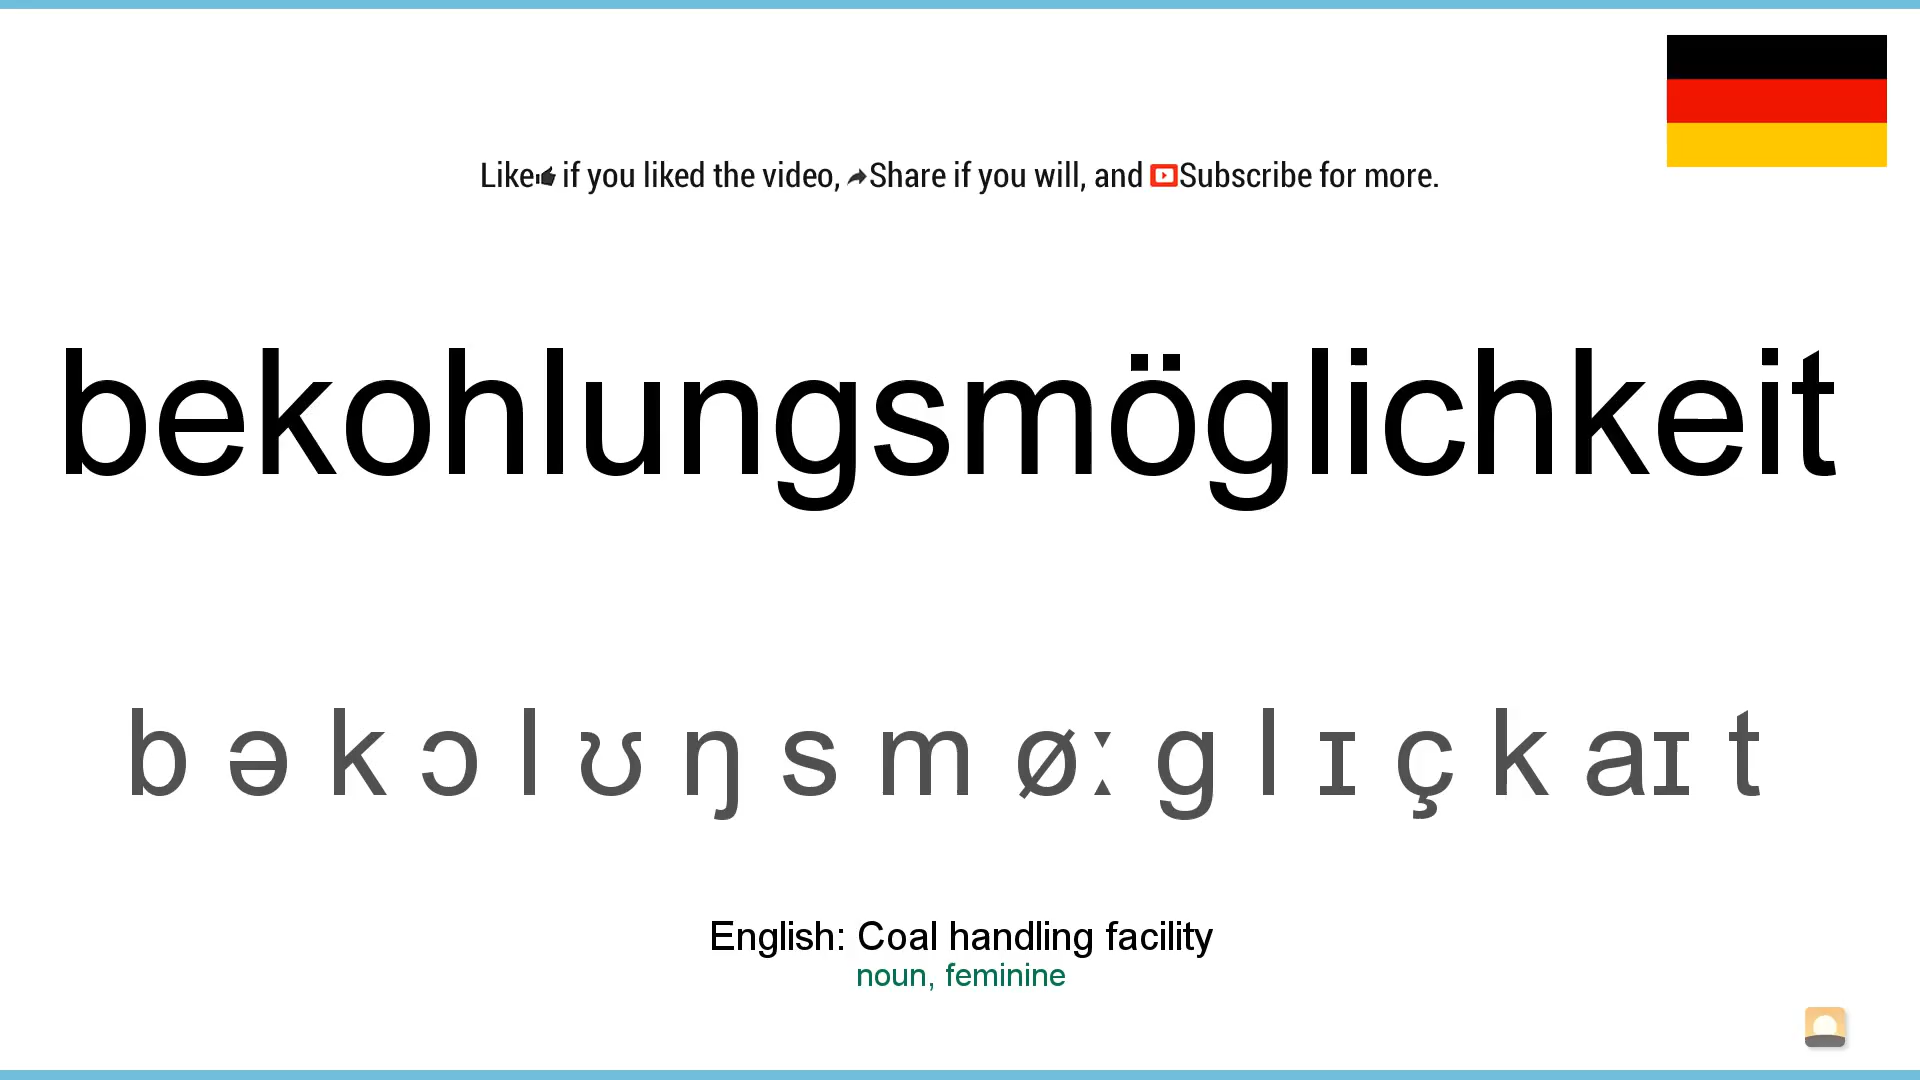 Like if you liked the video, Share if you will, and Subscribe for more.
bekohlungsmöglichkeit
b ə k ɔ l ʊ ŋ s m øː g l ɪ ç k aɪ t
English: Coal handling facility
noun, feminine